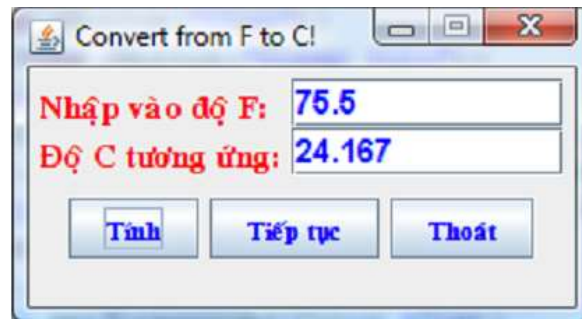 Convert from F to C!
Nhập vào độ F: 75.5
Độ C tương ứng: 24.167
Tính Tiếp tục Thoát